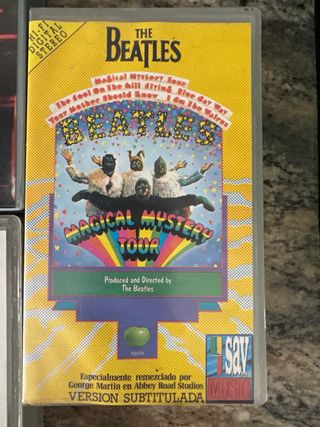 HI-FI
DIGITAL
STEREO
THE
BEATLES
Magical Mystery Tour
The Fool On The Hill Flying Blue Jay Way
Your Mother Should Know I Am The Walrus
BEATLES
MAGICAL MYSTERY
TOUR
Produced and Directed by
The Beatles
Apple
say
MUSIC
Especialmente remezclado por
George Martin en Abbey Road Studios
VERSION SUBTITULADA